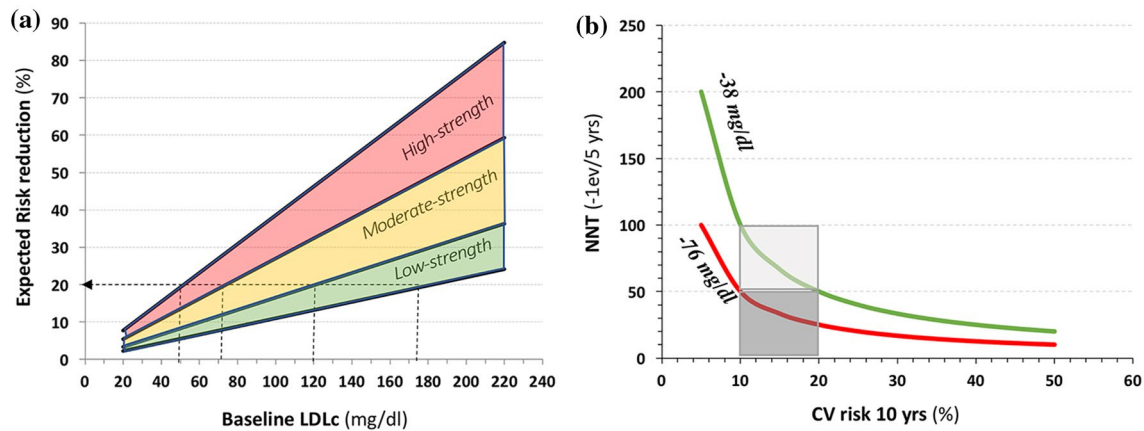 (a)
90
80
70
60
50
40
30
20
10
0
Expected Risk reduction (%)
High-strength
Moderate-strength
Low-strength
0 20 40 60 80 100 120 140 160 180 200 220 240
Baseline LDLc (mg/dl)
(b)
250
200
150
100
50
0
NNT (-1ev/5 yrs)
-38 mg/dl
-76 mg/dl
0 10 20 30 40 50 60
CV risk 10 yrs (%)